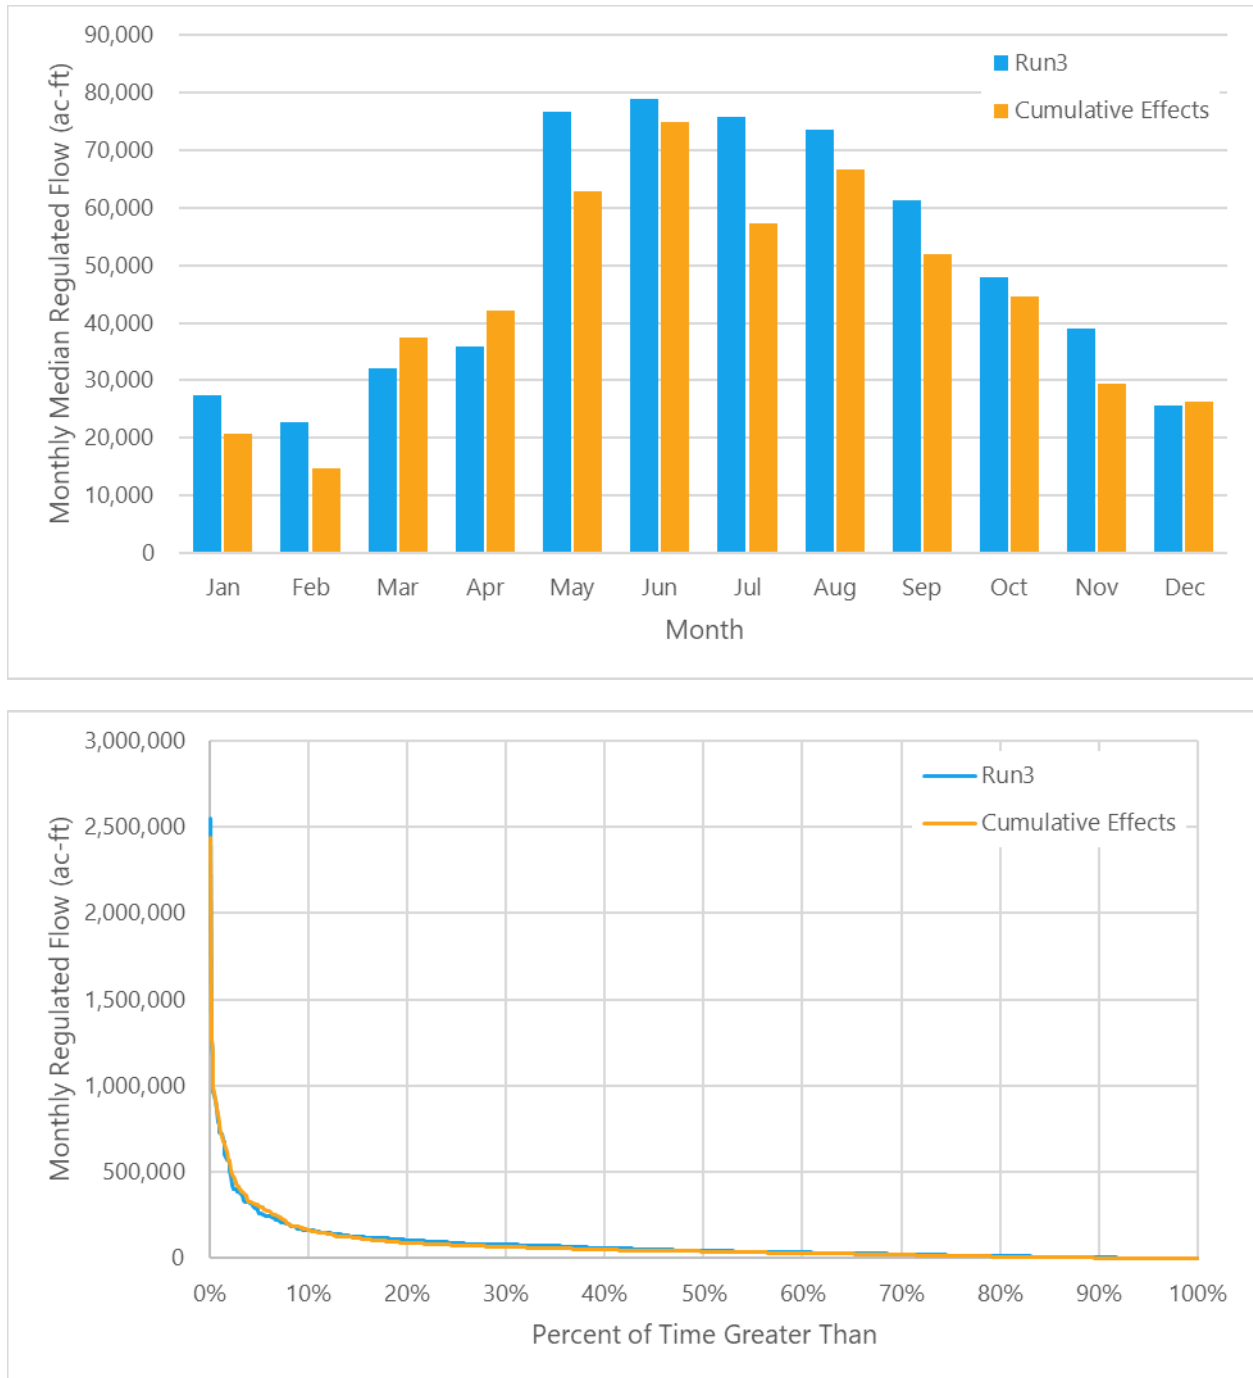 90,000
80,000
70,000
60,000
50,000
40,000
30,000
20,000
10,000
0
Monthly Median Regulated Flow (ac-ft)
Run3
Cumulative Effects
Jan Feb Mar Apr May Jun Jul Aug Sep Oct Nov Dec
Month
3,000,000
2,500,000
2,000,000
1,500,000
1,000,000
500,000
0
Monthly Regulated Flow (ac-ft)
Run3
Cumulative Effects
0% 10% 20% 30% 40% 50% 60% 70% 80% 90% 100%
Percent of Time Greater Than